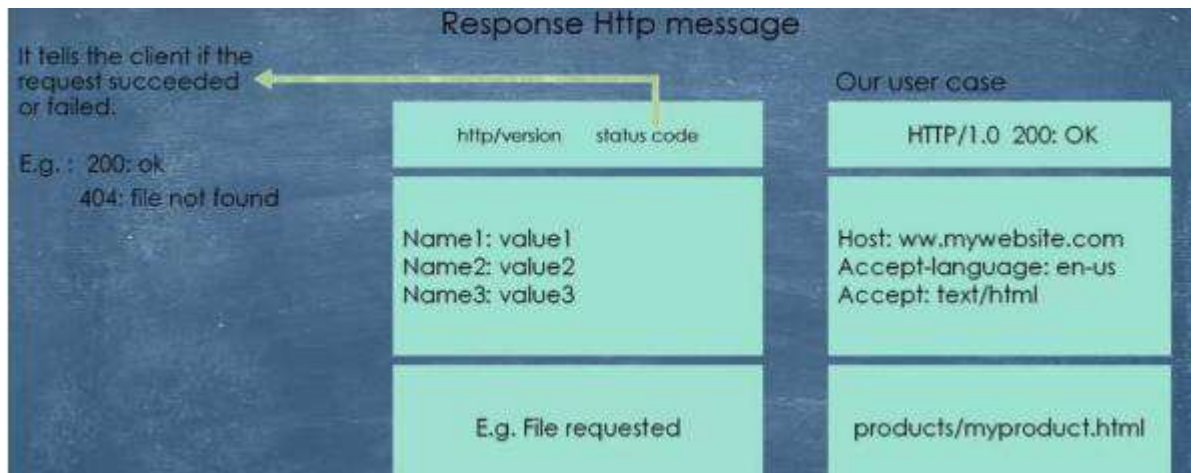 Response Http message
It tells the client if the
request succeeded
or failed.
E.g. : 200: ok
404: file not found
http/version status code
Name1: value1
Name2: value2
Name3: value3
E.g. File requested
Our user case
HTTP/1.0 200: OK
Host: ww.mywebsite.com
Accept-language: en-us
Accept: text/html
products/myproduct.html